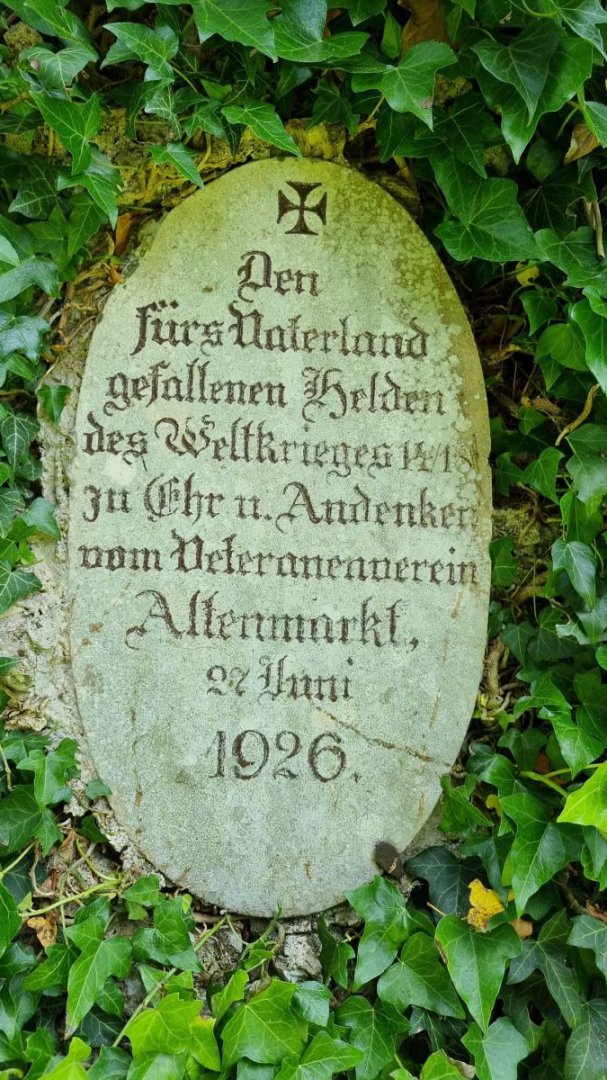 Den
fürs Vaterland
gefallenen Helden
des Weltkrieges 14/18
zu Ehr u. Andenken
vom Veteranenverein
Altenmarkt,
27 Juni
1926.